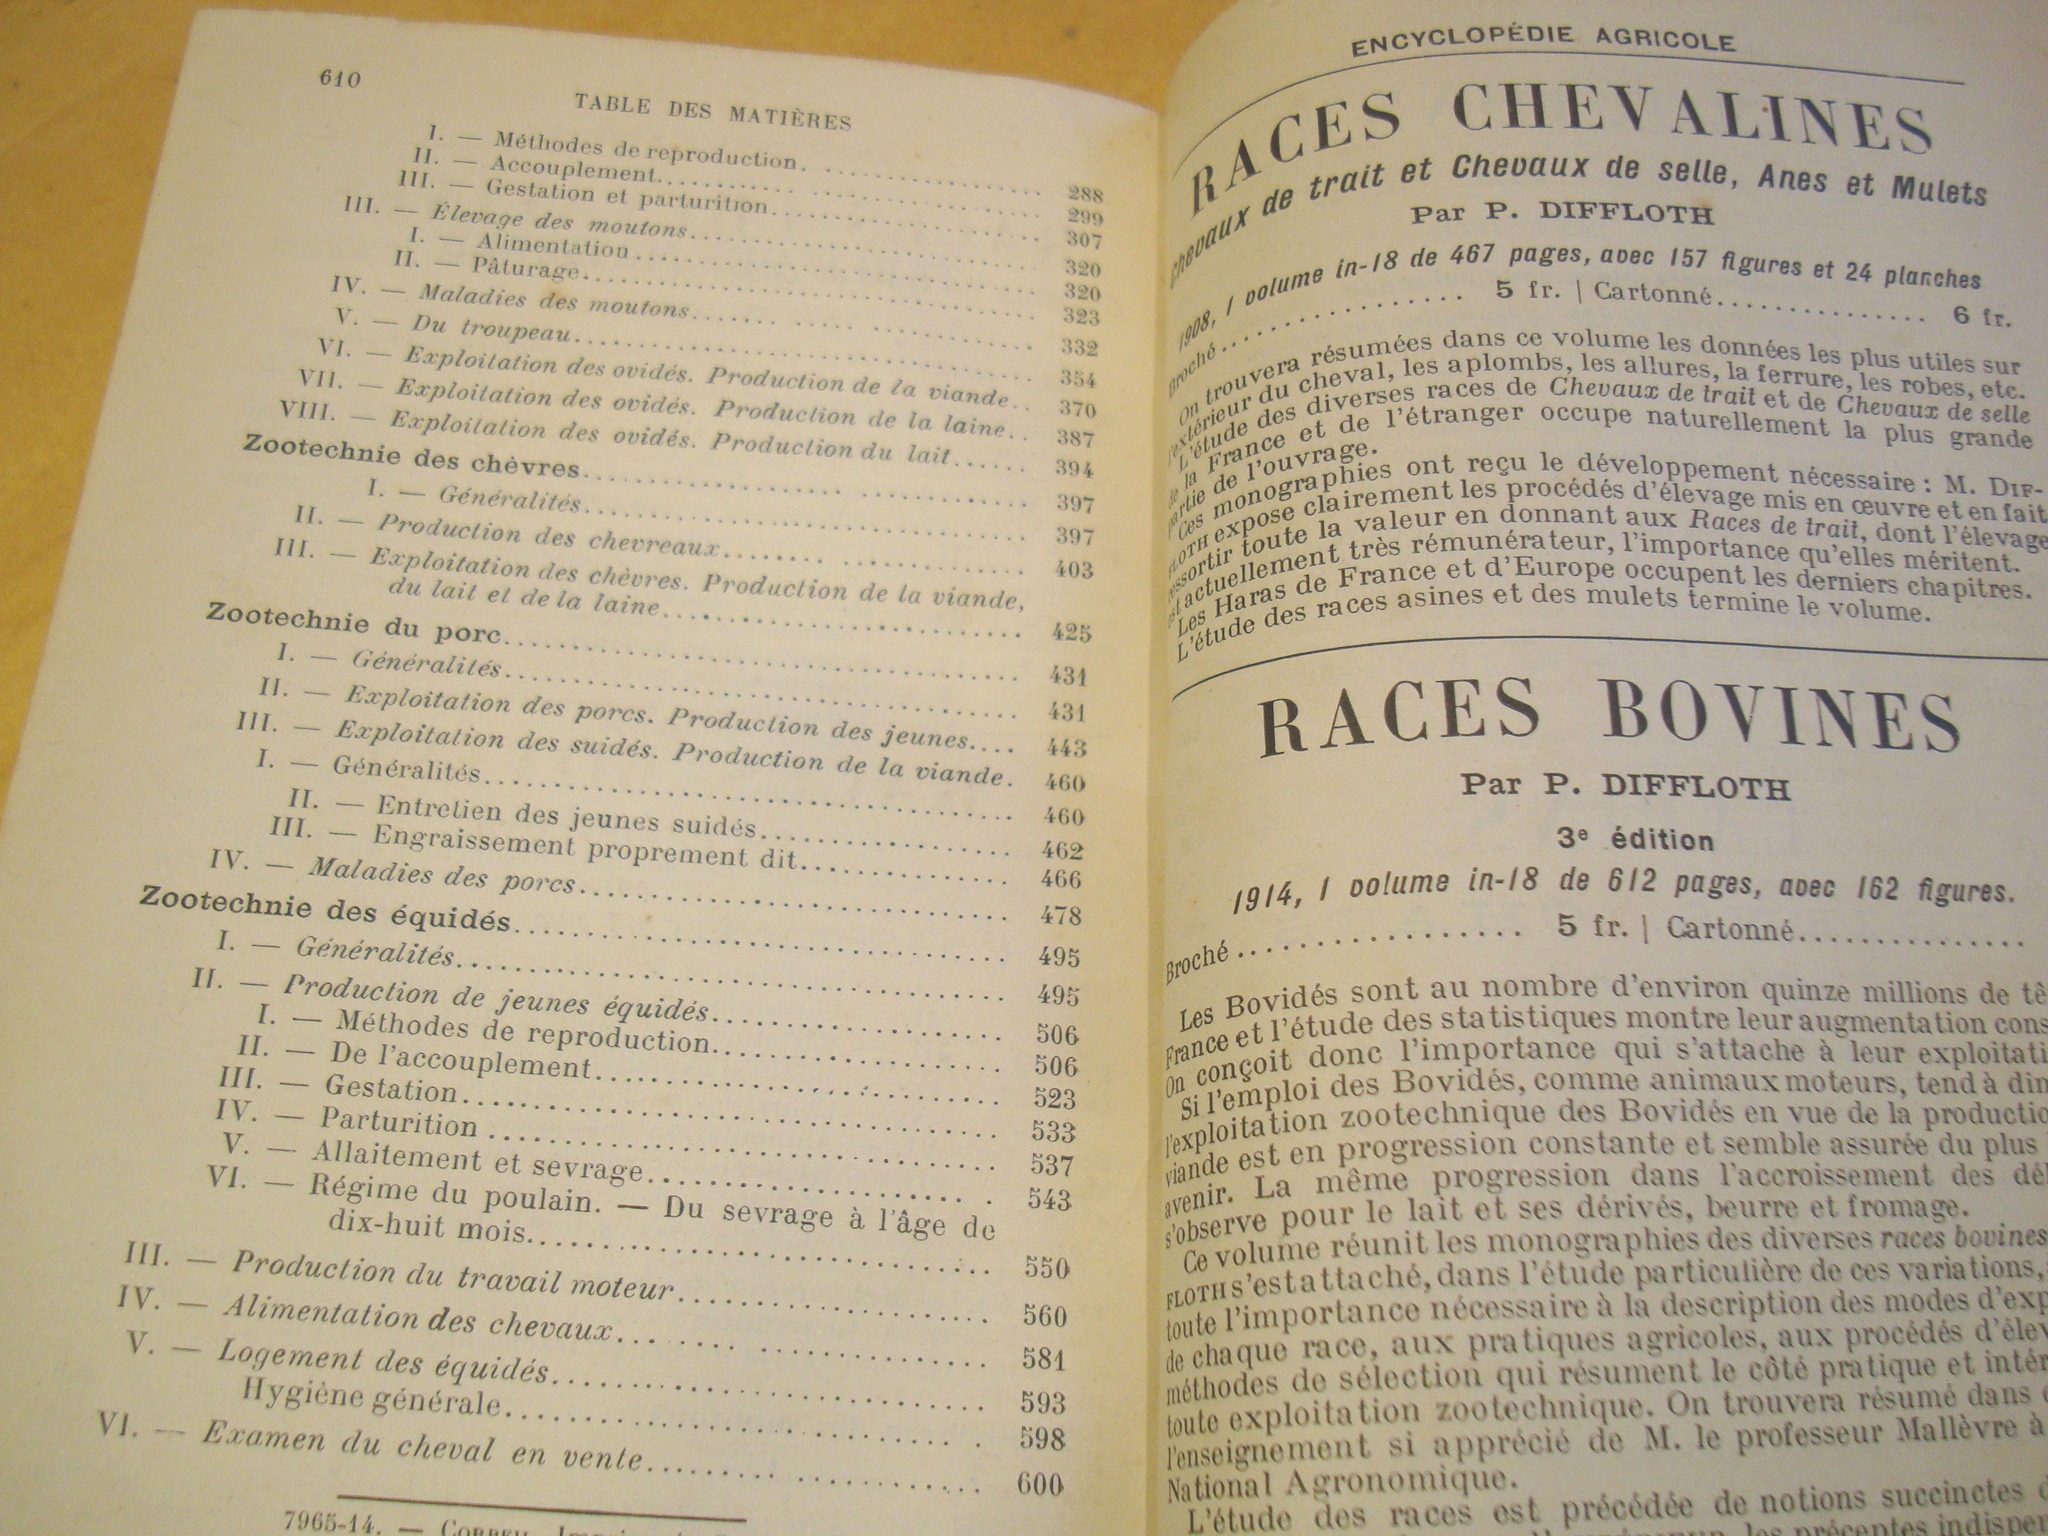 610
TABLE DES MATIÈRES
I. — Méthodes de reproduction. 288
II. — Accouplement. 299
III. — Gestation et parturition. 307
III. — Élevage des moutons. 320
I. — Alimentation 320
II. — Pâturage. 323
IV. — Maladies des moutons. 332
V. — Du troupeau. 354
VI. — Exploitation des ovidés. Production de la viande. 370
VII. — Exploitation des ovidés. Production de la laine. 387
VIII. — Exploitation des ovidés. Production du lait. 394
Zootechnie des chèvres. 397
I. — Généralités. 397
II. — Production des chevreaux. 403
III. — Exploitation des chèvres. Production de la viande,
du lait et de la laine. 425
Zootechnie du porc. 431
I. — Généralités. 431
II. — Exploitation des porcs. Production des jeunes. 443
III. — Exploitation des suidés. Production de la viande. 460
I. — Généralités. 460
II. — Entretien des jeunes suidés. 462
III. — Engraissement proprement dit. 466
IV. — Maladies des porcs. 478
Zootechnie des équidés. 495
I. — Généralités. 495
II. — Production de jeunes équidés. 506
I. — Méthodes de reproduction. 506
II. — De l'accouplement. 523
III. — Gestation. 533
IV. — Parturition 537
V. — Allaitement et sevrage. 543
VI. — Régime du poulain. — Du sevrage à l'âge de
dix-huit mois. 550
III. — Production du travail moteur. 560
IV. — Alimentation des chevaux. 581
V. — Logement des équidés. 593
Hygiène générale. 598
VI. — Examen du cheval en vente. 600
7965-14. — CORBEIL.
ENCYCLOPÉDIE AGRICOLE
RACES CHEVALINES
Chevaux de trait et Chevaux de selle, Anes et Mulets
Par P. DIFFLOTH
1908, 1 volume in-18 de 467 pages, avec 157 figures et 24 planches
Broché. 5 fr. | Cartonné. 6 fr.
On trouvera résumées dans ce volume les données les plus utiles sur
l'extérieur du cheval, les aplombs, les allures, la ferrure, les robes, etc.
L'étude des diverses races de Chevaux de trait et de Chevaux de selle
de la France et de l'étranger occupe naturellement la plus grande
partie de l'ouvrage.
Ces monographies ont reçu le développement nécessaire : M. DIF-
FLOTH expose clairement les procédés d'élevage mis en œuvre et en fait
ressortir toute la valeur en donnant aux Races de trait, dont l'élevage
est actuellement très rémunérateur, l'importance qu'elles méritent.
Les Haras de France et d'Europe occupent les derniers chapitres.
L'étude des races asines et des mulets termine le volume.
RACES BOVINES
Par P. DIFFLOTH
3e édition
1914, 1 volume in-18 de 612 pages, avec 162 figures.
Broché. 5 fr. | Cartonné.
Les Bovidés sont au nombre d'environ quinze millions de tê
France et l'étude des statistiques montre leur augmentation cons
On conçoit donc l'importance qui s'attache à leur exploitati
Si l'emploi des Bovidés, comme animaux moteurs, tend à dim
l'exploitation zootechnique des Bovidés en vue de la productio
viande est en progression constante et semble assurée du plus
avenir. La même progression dans l'accroissement des dé
s'observe pour le lait et ses dérivés, beurre et fromage.
Ce volume réunit les monographies des diverses races bovines
FLOTH s'est attaché, dans l'étude particulière de ces variations,
toute l'importance nécessaire à la description des modes d'exp
de chaque race, aux pratiques agricoles, aux procédés d'élev
méthodes de sélection qui résument le côté pratique et intér
toute exploitation zootechnique. On trouvera résumé dans
l'enseignement si apprécié de M. le professeur Mallèvre à
National Agronomique.
L'étude des races est précédée de notions succinctes
les préceptes